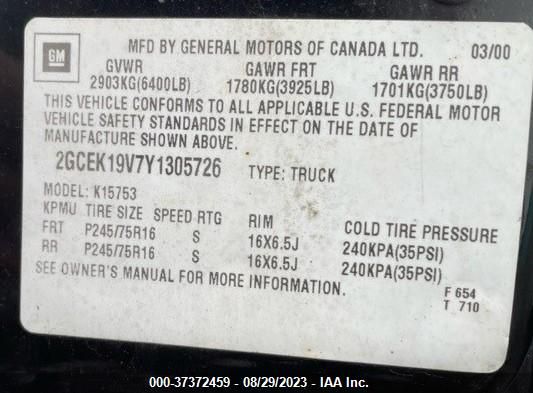 GM
MFD BY GENERAL MOTORS OF CANADA LTD. 03/00
GVWR GAWR FRT GAWR RR
2903KG(6400LB) 1780KG(3925LB) 1701KG(3750LB)
THIS VEHICLE CONFORMS TO ALL APPLICABLE U.S. FEDERAL MOTOR
VEHICLE SAFETY STANDARDS IN EFFECT ON THE DATE OF
MANUFACTURE SHOWN ABOVE.
2GCEK19V7Y1305726 TYPE: TRUCK
MODEL: K15753
KPMU TIRE SIZE SPEED RTG RIM COLD TIRE PRESSURE
FRT P245/75R16 S 16X6.5J 240KPA(35PSI)
RR P245/75R16 S 16X6.5J 240KPA(35PSI)
SEE OWNER'S MANUAL FOR MORE INFORMATION.
F 654
T 710
000-37372459 - 08/29/2023 - IAA Inc.